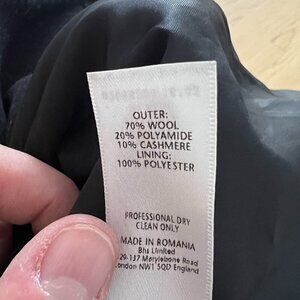 OUTER:
70% WOOL
20% POLYAMIDE
10% CASHMERE
LINING:
100% POLYESTER
PROFESSIONAL DRY
CLEAN ONLY
MADE IN ROMANIA
Bhs Limited
129-137 Marylebone Road
London NW1 5QD England